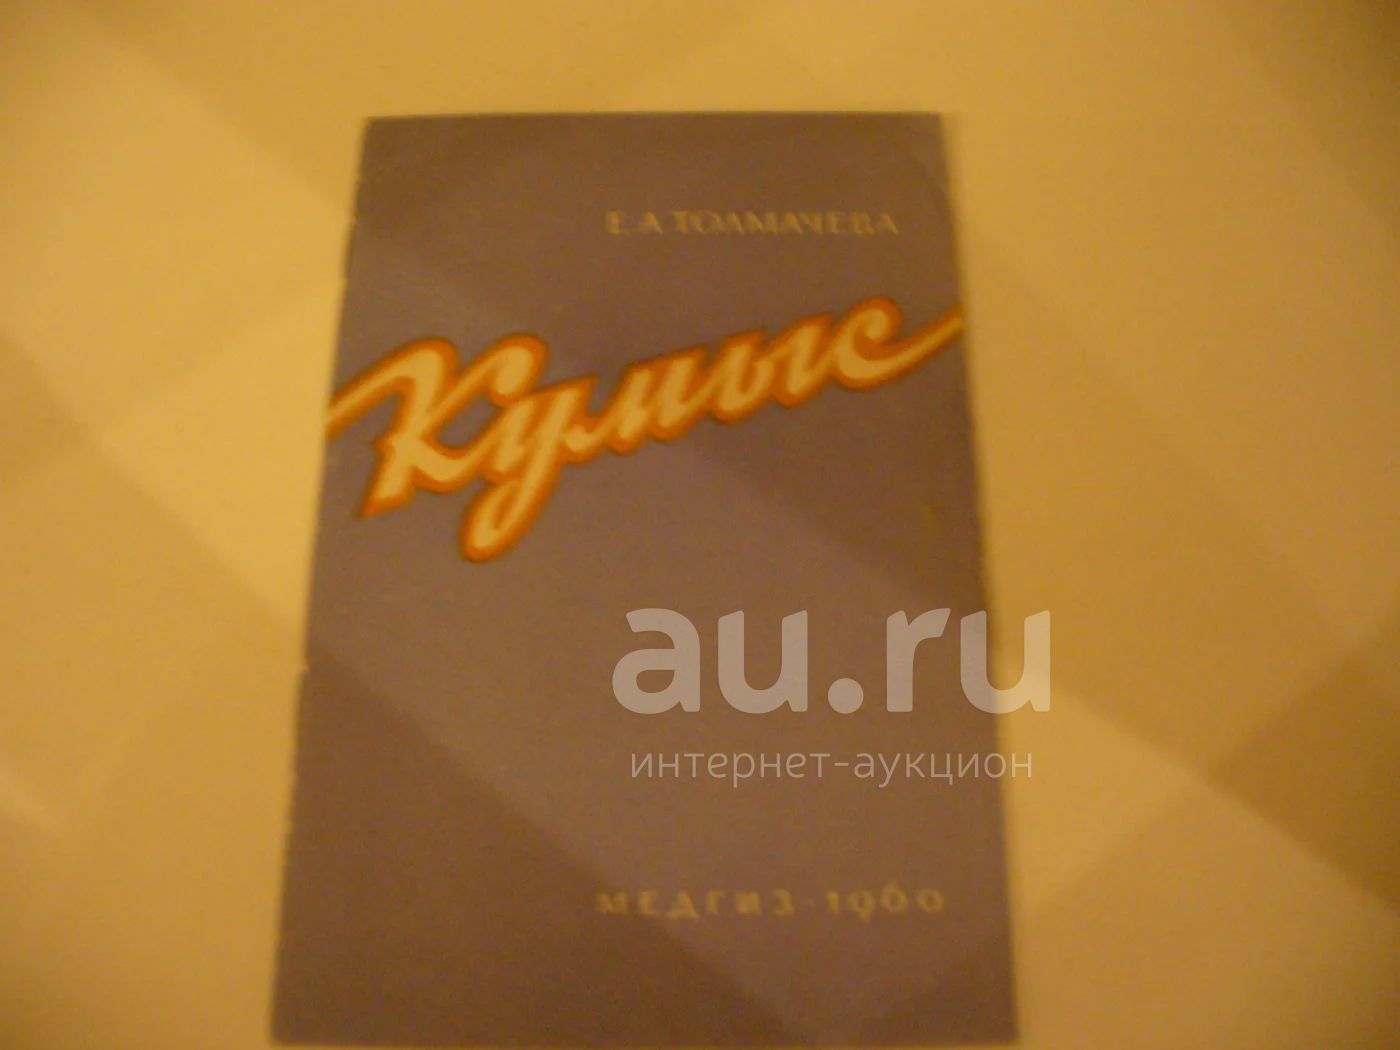 Е.А.ТОЛМАЧЕВА
Кумыс
au.ru
интернет-аукцион
МЕДГИЗ·1960